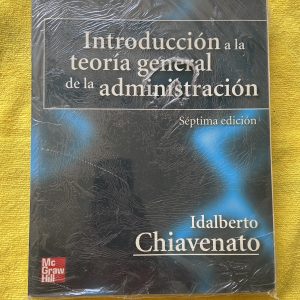 Introducción a la
teoría general
de la administración
Séptima edición
Idalberto
Chiavenato
Mc
Graw
Hill